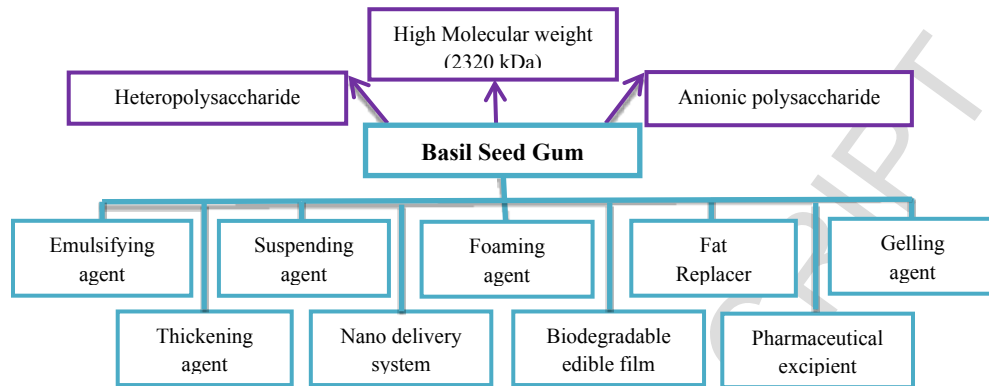 High Molecular weight
(2320 kDa)
Heteropolysaccharide
Anionic polysaccharide
Basil Seed Gum
Emulsifying
agent
Suspending
agent
Foaming
agent
Fat
Replacer
Gelling
agent
Thickening
agent
Nano delivery
system
Biodegradable
edible film
Pharmaceutical
excipient
CRIPT